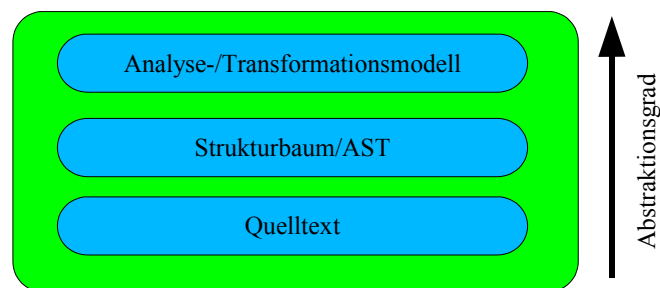 Analyse-/Transformationsmodell
Strukturbaum/AST
Quelltext
Abstraktionsgrad